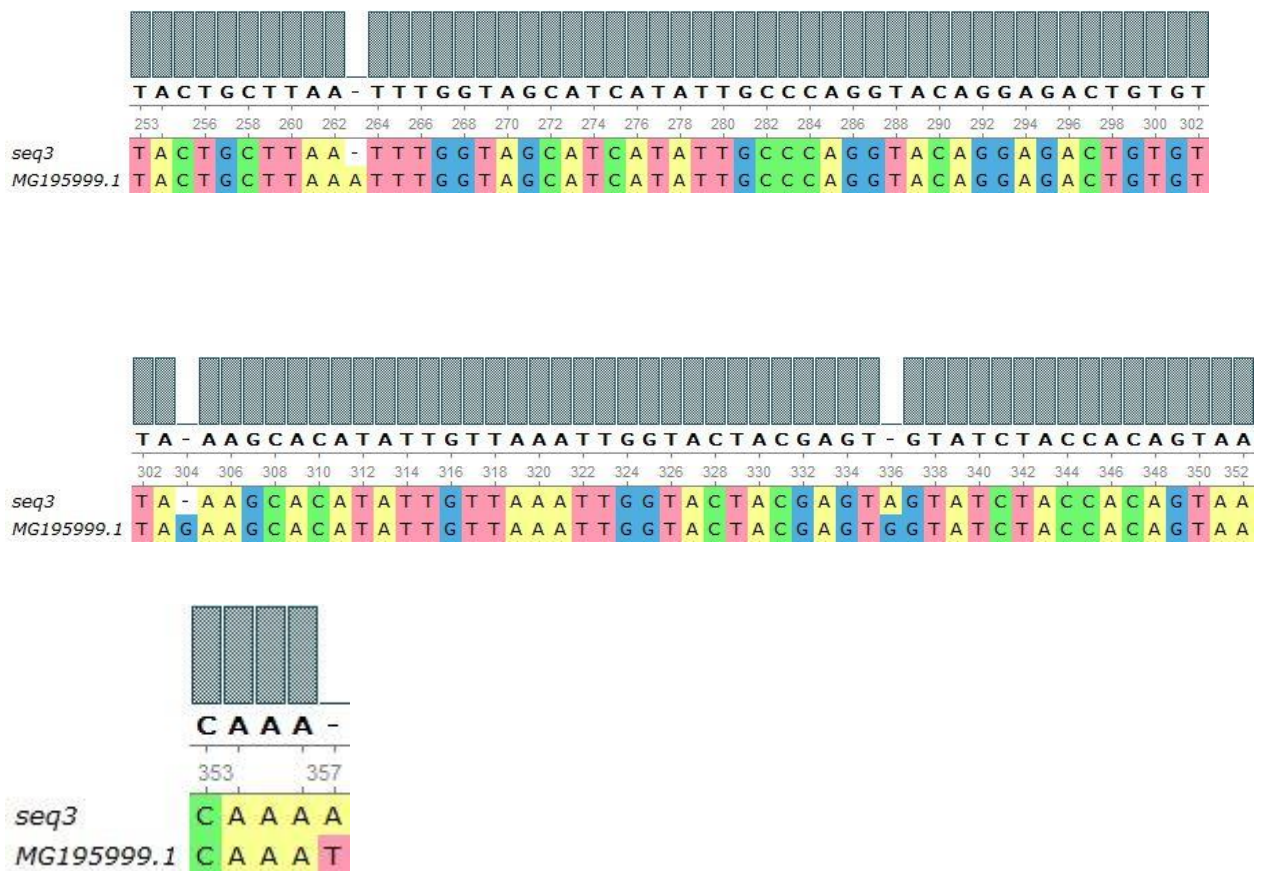 TACTGCTTAA-TTTGGTAGCATCATATTGCCCAGGTACAGGAGACTGTGT
253 256 258 260 262 264 266 268 270 272 274 276 278 280 282 284 286 288 290 292 294 296 298 300 302
seq3 TACTGCTTAA-TTTGGTAGCATCATATTGCCCAGGTACAGGAGACTGTGT
MG195999.1 TACTGCTTAAATTTGGTAGCATCATATTGCCCAGGTACAGGAGACTGTGT
TA-AAGCACATATTGTTAAATTGGTACTACGAGT-GTATCTACCACAGTAA
302 304 306 308 310 312 314 316 318 320 322 324 326 328 330 332 334 336 338 340 342 344 346 348 350 352
seq3 TA-AAGCACATATTGTTAAATTGGTACTACGAGTAGTATCTACCACAGTAA
MG195999.1 TAGAAGCACATATTGTTAAATTGGTACTACGAGTGGTATCTACCACAGTAA
CAAA-
353 357
seq3 CAAAA
MG195999.1 CAAAT